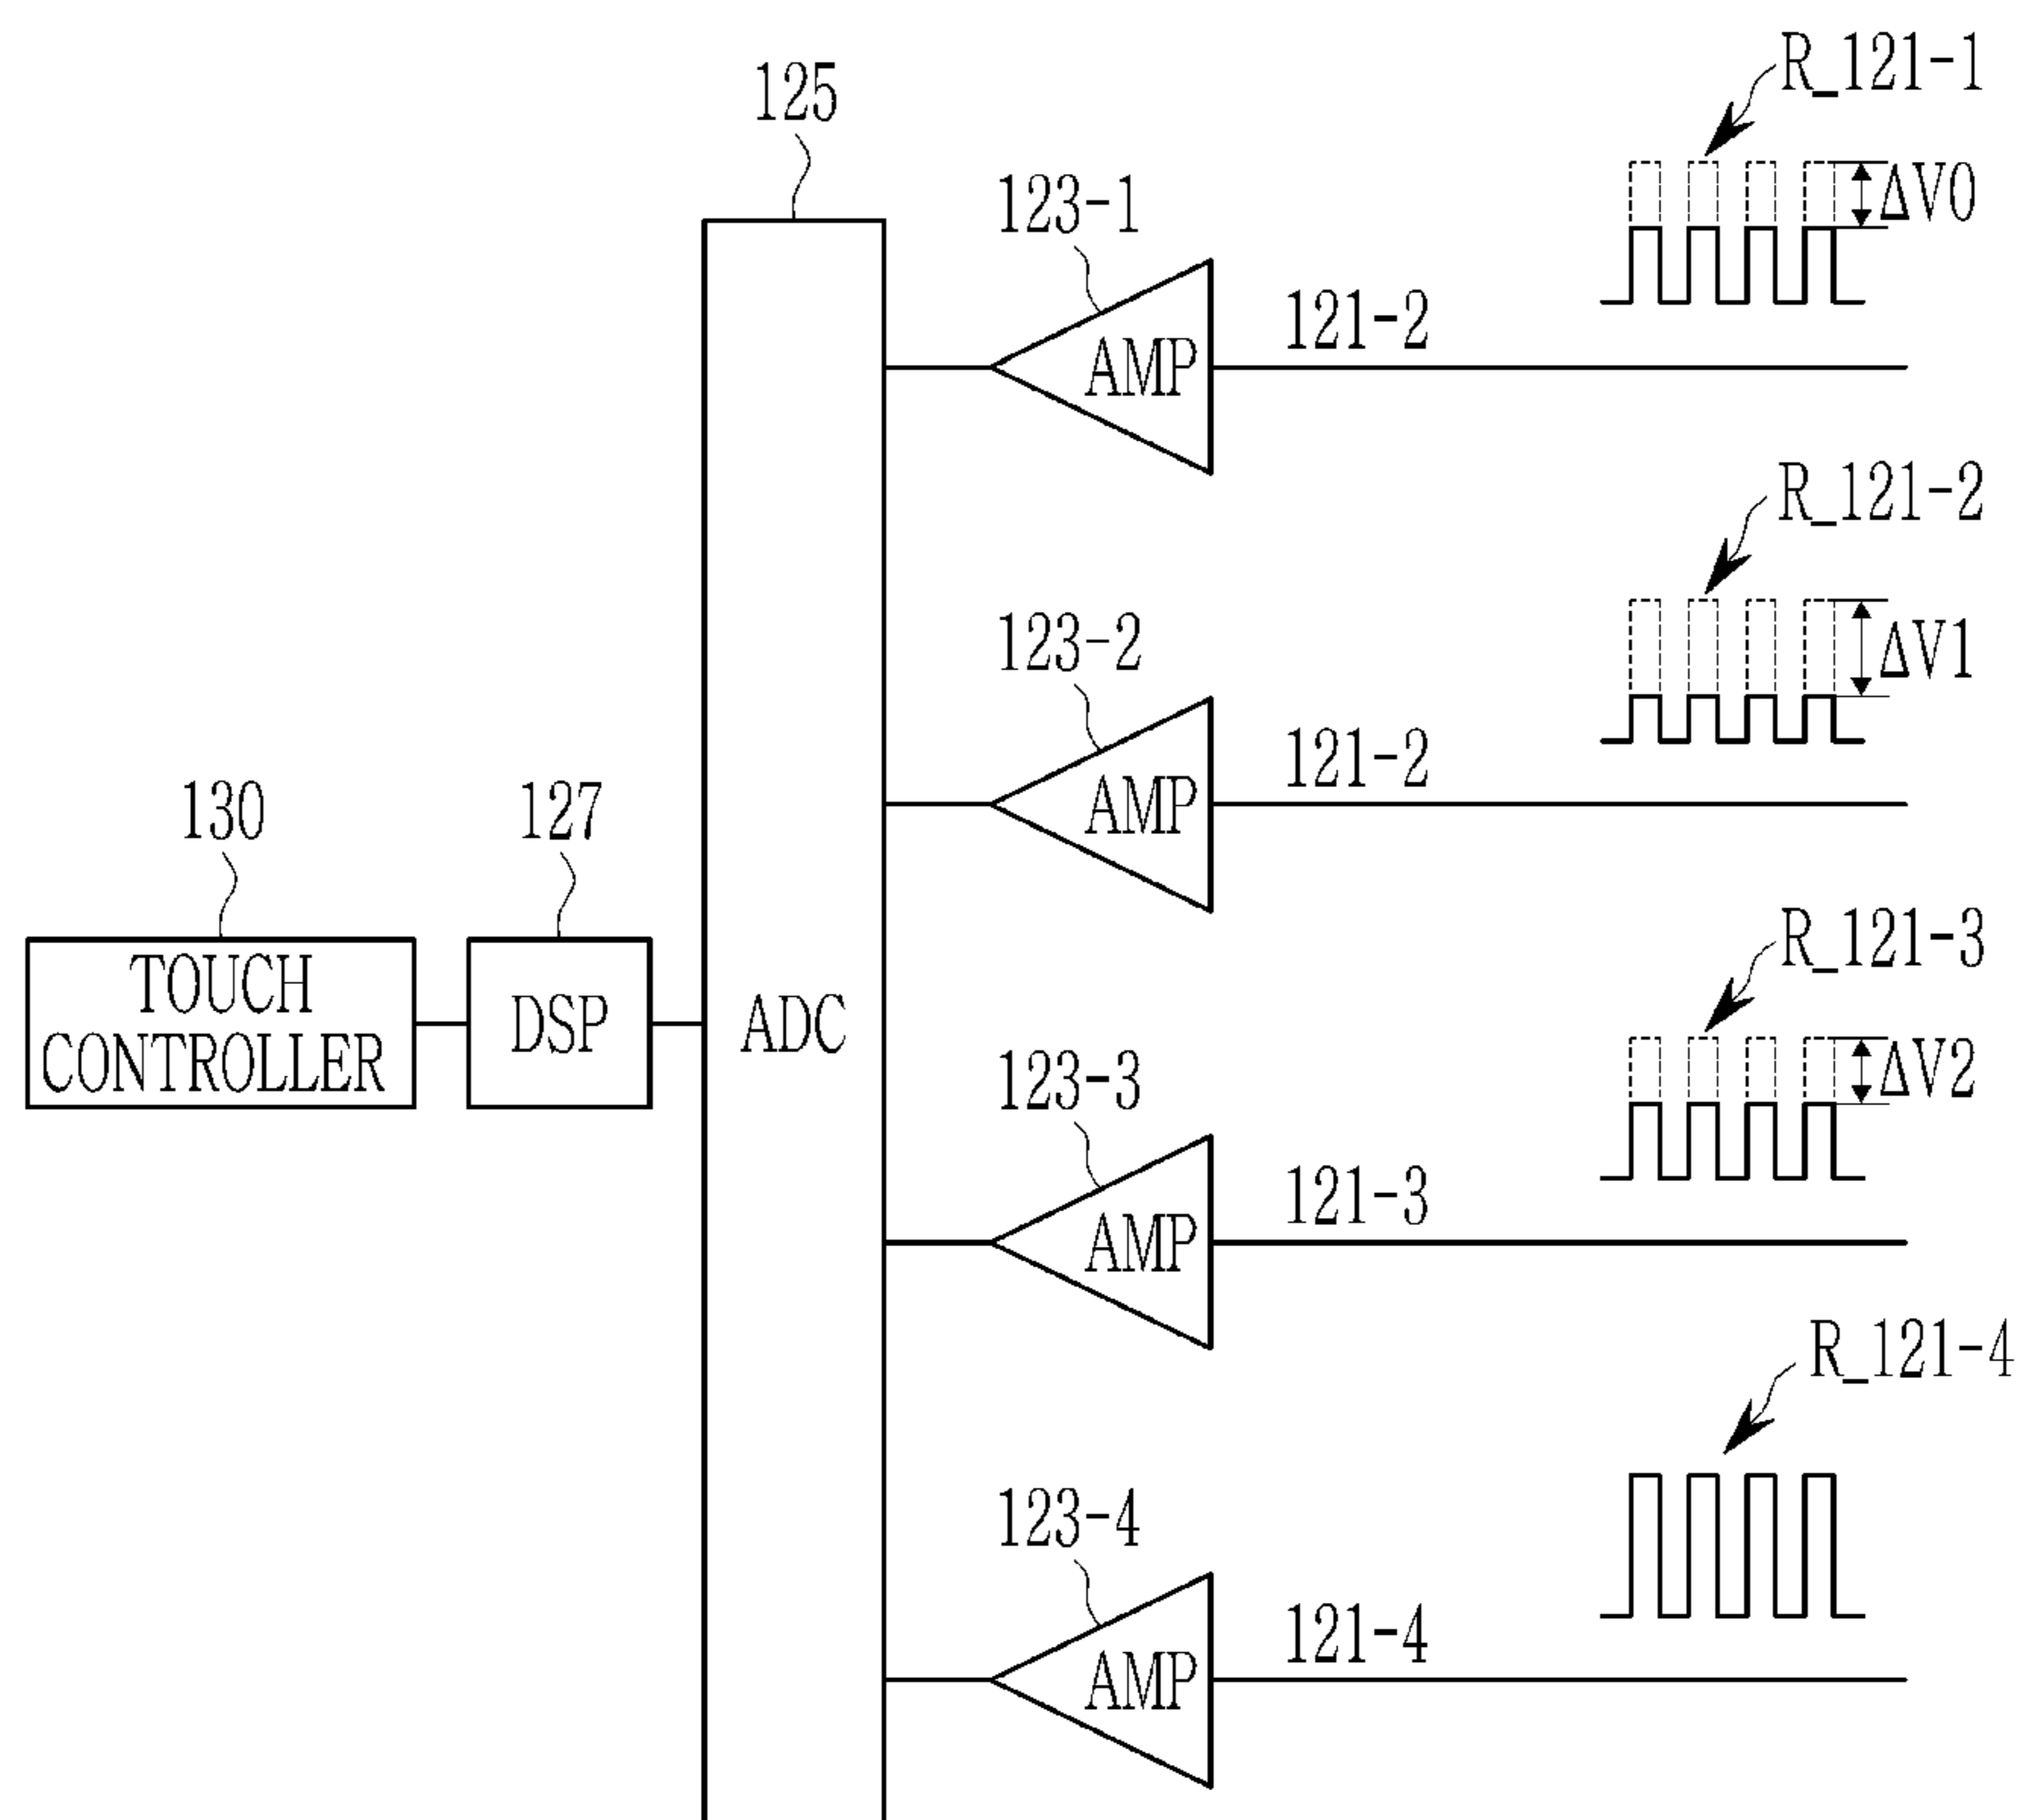 R_121-1
125
ΔV0
123-1
121-2
AMP
R_121-2
ΔV1
123-2
121-2
AMP
130
127
R_121-3
TOUCH
CONTROLLER
DSP
ADC
ΔV2
123-3
121-3
AMP
R_121-4
123-4
121-4
AMP